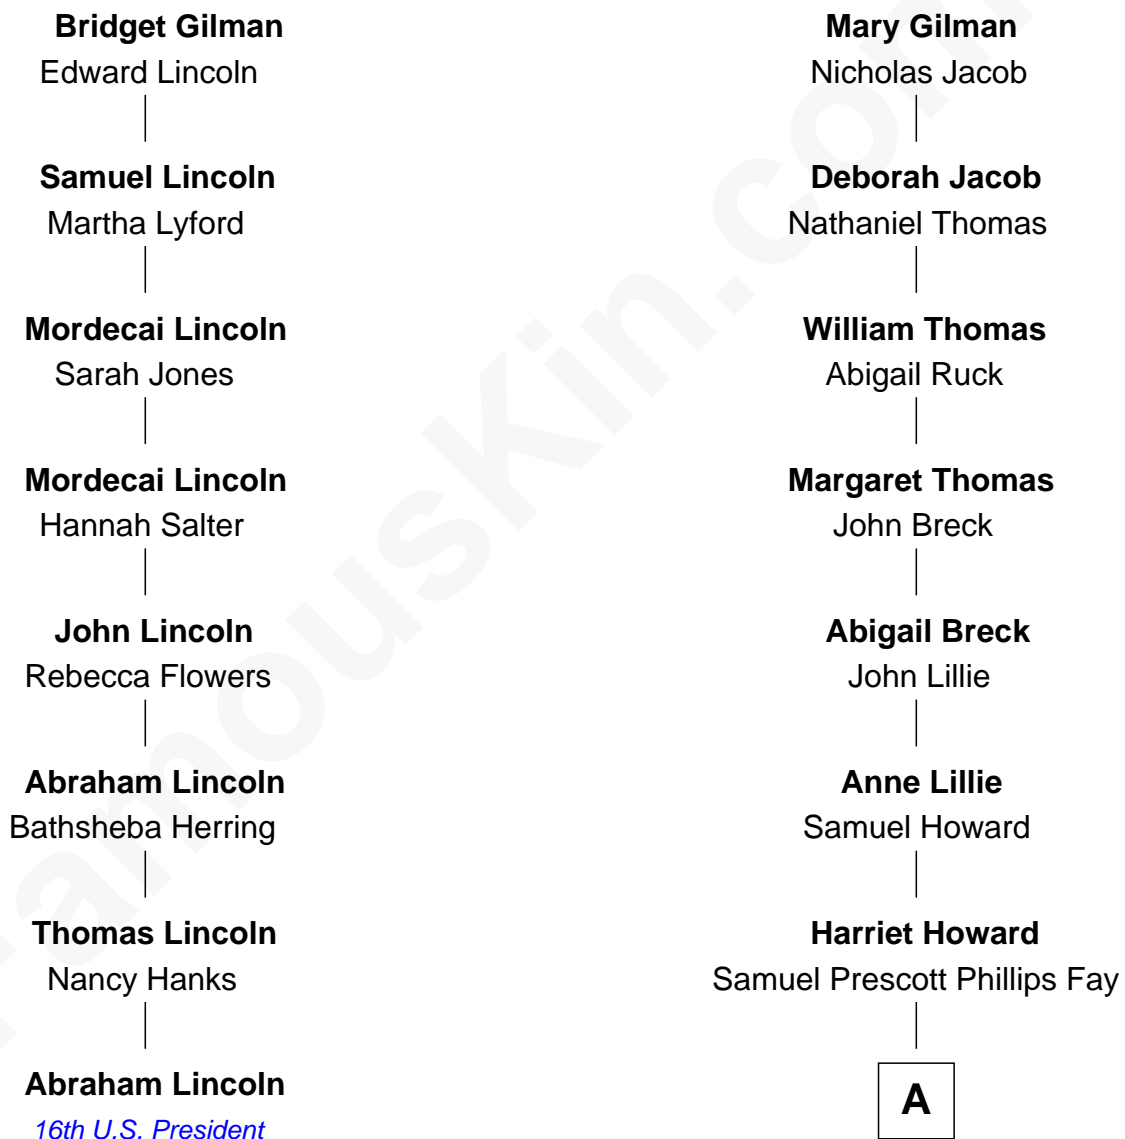 Bridget Gilman
Edward Lincoln
Samuel Lincoln
Martha Lyford
Mordecai Lincoln
Sarah Jones
Mordecai Lincoln
Hannah Salter
John Lincoln
Rebecca Flowers
Abraham Lincoln
Bathsheba Herring
Thomas Lincoln
Nancy Hanks
Abraham Lincoln
16th U.S. President
Mary Gilman
Nicholas Jacob
Deborah Jacob
Nathaniel Thomas
William Thomas
Abigail Ruck
Margaret Thomas
John Breck
Abigail Breck
John Lillie
Anne Lillie
Samuel Howard
Harriet Howard
Samuel Prescott Phillips Fay
A
FamousKin.com